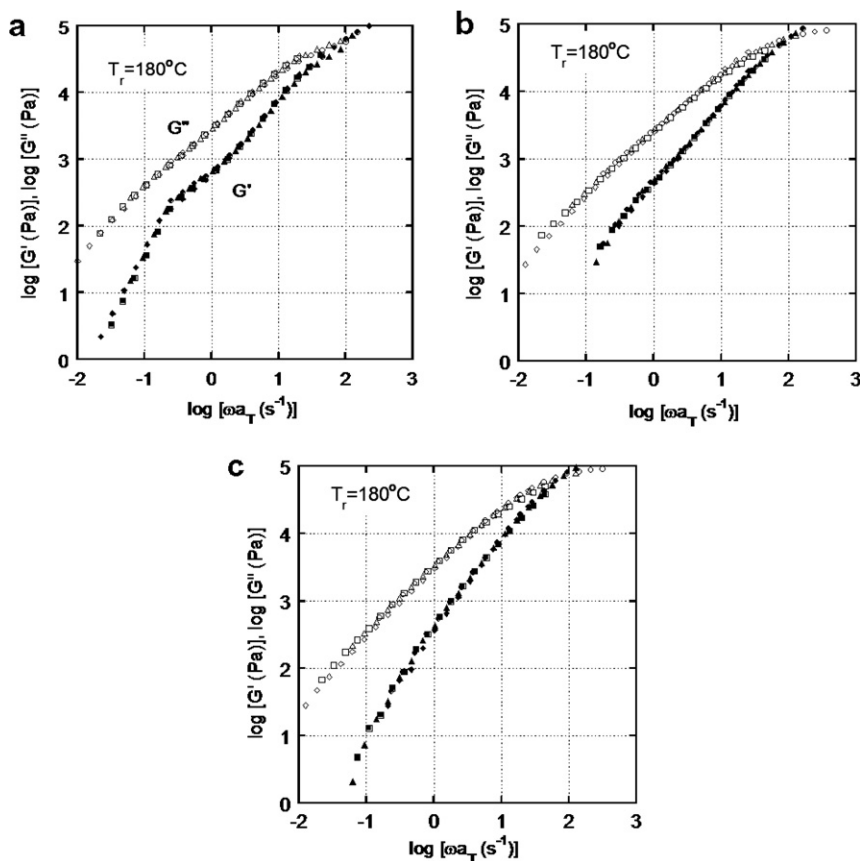 a
T_r=180°C
G"
G'
5
4
3
2
1
0
-2 -1 0 1 2 3
log [G' (Pa)], log [G" (Pa)]
log [ωa_T (s⁻¹)]
b
T_r=180°C
5
4
3
2
1
0
-2 -1 0 1 2 3
log [G' (Pa)], log [G" (Pa)]
log [ωa_T (s⁻¹)]
c
T_r=180°C
5
4
3
2
1
0
-2 -1 0 1 2 3
log [G' (Pa)], log [G" (Pa)]
log [ωa_T (s⁻¹)]